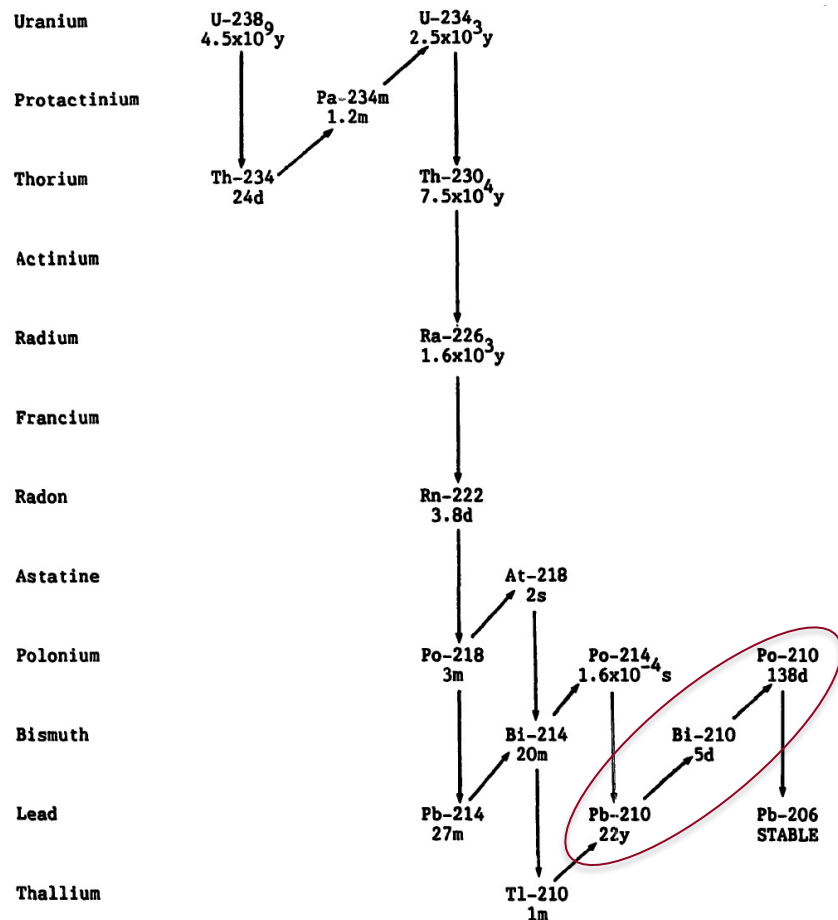 Uranium U-238 U-234
4.5x10⁹y 2.5x10³y
Protactinium Pa-234m
1.2m
Thorium Th-234 Th-230
24d 7.5x10⁴y
Actinium
Radium Ra-226
1.6x10³y
Francium
Radon Rn-222
3.8d
Astatine At-218
2s
Polonium Po-218 Po-214 Po-210
3m 1.6x10⁻⁴s 138d
Bismuth Bi-214 Bi-210
20m 5d
Lead Pb-214 Pb-210 Pb-206
27m 22y STABLE
Thallium Tl-210
1m